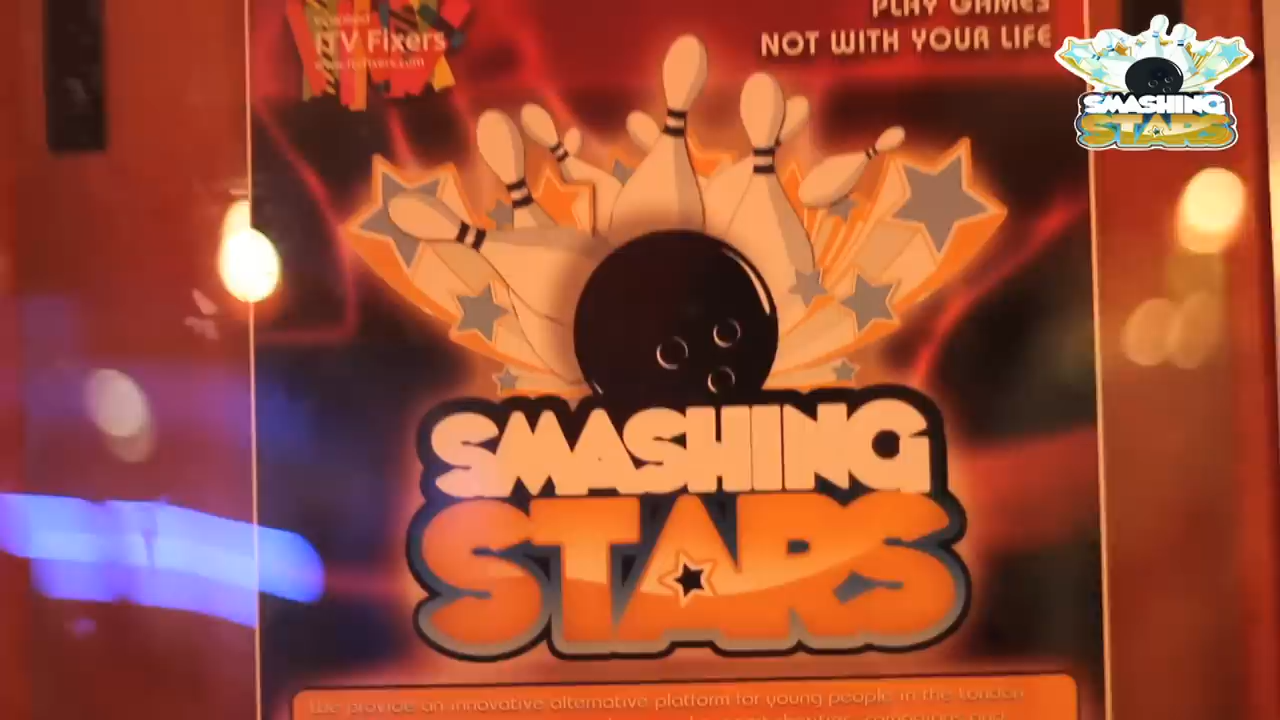 ITV Fixers
PLAY GAMES
NOT WITH YOUR LIFE
SMASHING
STARS
SMASHING
STARS
We provide an innovative alternative platform for young people in the London